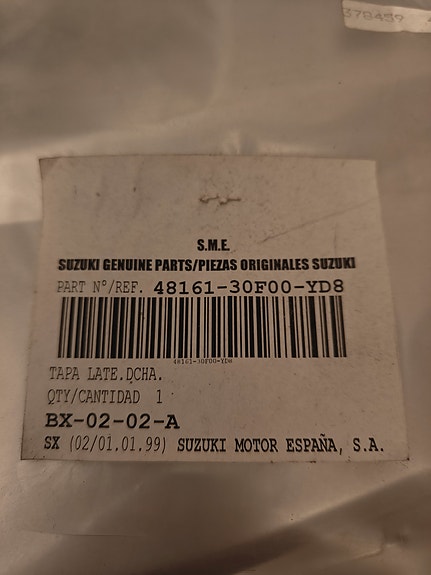 378459
S.M.E.
SUZUKI GENUINE PARTS/PIEZAS ORIGINALES SUZUKI
PART N°/REF. 48161-30F00-YD8
48161-30F00-YD8
TAPA LATE.DCHA.
QTY/CANTIDAD 1
BX-02-02-A
SX (02/01.01.99) SUZUKI MOTOR ESPAÑA, S.A.